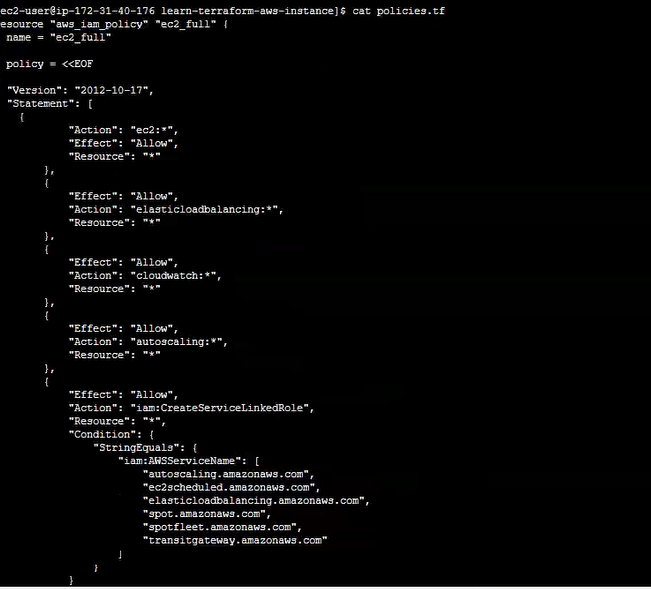 ec2-user@ip-172-31-40-176 learn-terraform-aws-instance]$ cat policies.tf
esource "aws_iam_policy" "ec2_full" {
name = "ec2_full"
policy = <<EOF
"Version": "2012-10-17",
"Statement": [
{
"Action": "ec2:*",
"Effect": "Allow",
"Resource": "*"
},
{
"Effect": "Allow",
"Action": "elasticloadbalancing:*",
"Resource": "*"
},
{
"Effect": "Allow",
"Action": "cloudwatch:*",
"Resource": "*"
},
{
"Effect": "Allow",
"Action": "autoscaling:*",
"Resource": "*"
},
{
"Effect": "Allow",
"Action": "iam:CreateServiceLinkedRole",
"Resource": "*",
"Condition": {
"StringEquals": {
"iam:AWSServiceName": [
"autoscaling.amazonaws.com",
"ec2scheduled.amazonaws.com",
"elasticloadbalancing.amazonaws.com",
"spot.amazonaws.com",
"spotfleet.amazonaws.com",
"transitgateway.amazonaws.com"
]
}
}